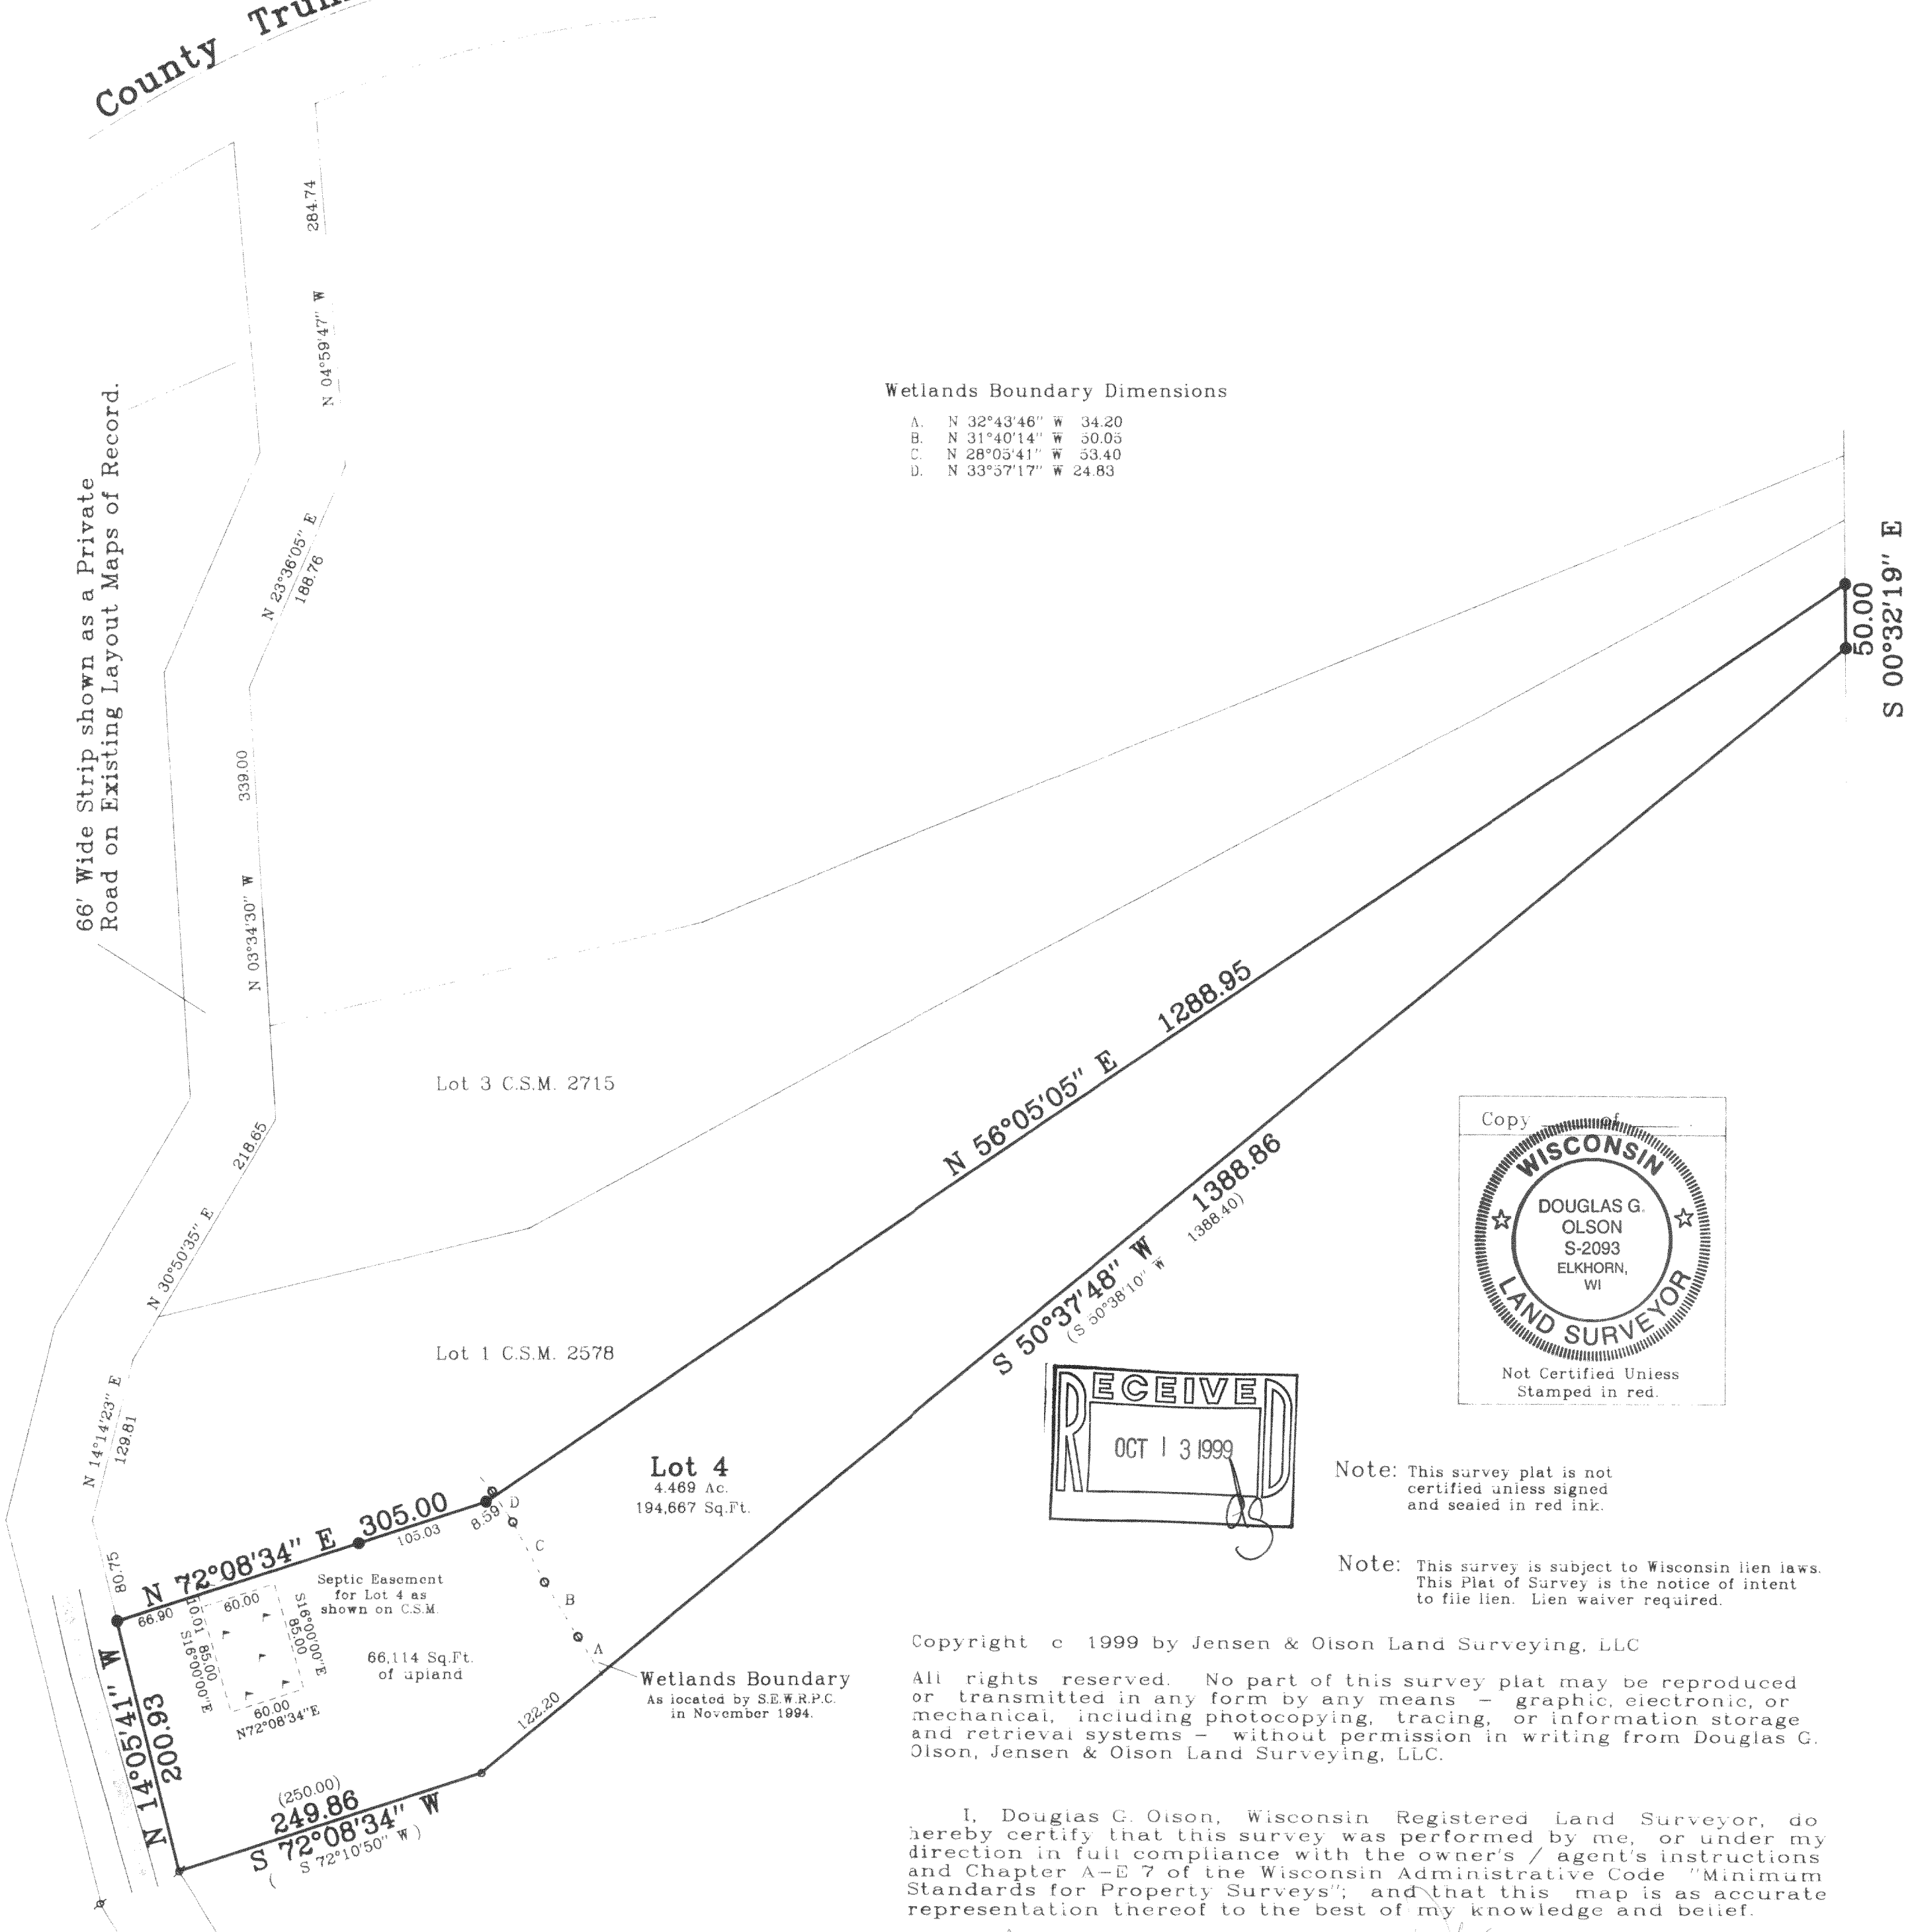 County
284.74
N 04°59'47" W
66' Wide Strip shown as a Private
Road on Existing Layout Maps of Record.
Wetlands Boundary Dimensions
A. N 32°43'46" W 34.20
B. N 31°40'14" W 50.05
C. N 28°05'41" W 53.40
D. N 33°57'17" W 24.83
N 23°36'05" E
188.76
50.00
S 00°32'19" E
339.00
N 03°34'30" W
1288.95
N 56°05'05" E
Lot 3 C.S.M. 2715
218.65
N 30°50'35" E
1388.86
(1388.40)
S 50°37'48" W
(S 50°38'10" W
Copy of
WISCONSIN
DOUGLAS G.
OLSON
S-2093
ELKHORN,
WI
LAND SURVEYOR
Not Certified Unless
Stamped in red.
Lot 1 C.S.M. 2578
N 14°14'23" E
129.81
RECEIVED
OCT 13 1999
Lot 4
4.469 Ac.
194,667 Sq.Ft.
Note: This survey plat is not
certified unless signed
and sealed in red ink.
N 72°08'34" E 305.00
105.03
8.59
D
C
B
A
80.75
66.90
10.01
60.00
85.00
S16°00'00"E
S16°00'00"E
85.00
60.00
N72°08'34"E
Septic Easement
for Lot 4 as
shown on C.S.M.
66,114 Sq.Ft.
of upland
Note: This survey is subject to Wisconsin lien laws.
This Plat of Survey is the notice of intent
to file lien. Lien waiver required.
Wetlands Boundary
As located by S.E.W.R.P.C.
in November 1994.
122.20
N 14°05'41" W
200.93
(250.00)
249.86
S 72°08'34" W
( S 72°10'50" W )
Copyright c 1999 by Jensen & Olson Land Surveying, LLC
All rights reserved. No part of this survey plat may be reproduced
or transmitted in any form by any means – graphic, electronic, or
mechanical, including photocopying, tracing, or information storage
and retrieval systems – without permission in writing from Douglas G.
Olson, Jensen & Olson Land Surveying, LLC.
I, Douglas G. Olson, Wisconsin Registered Land Surveyor, do
hereby certify that this survey was performed by me, or under my
direction in full compliance with the owner's / agent's instructions
and Chapter A-E 7 of the Wisconsin Administrative Code "Minimum
Standards for Property Surveys"; and that this map is as accurate
representation thereof to the best of my knowledge and belief.